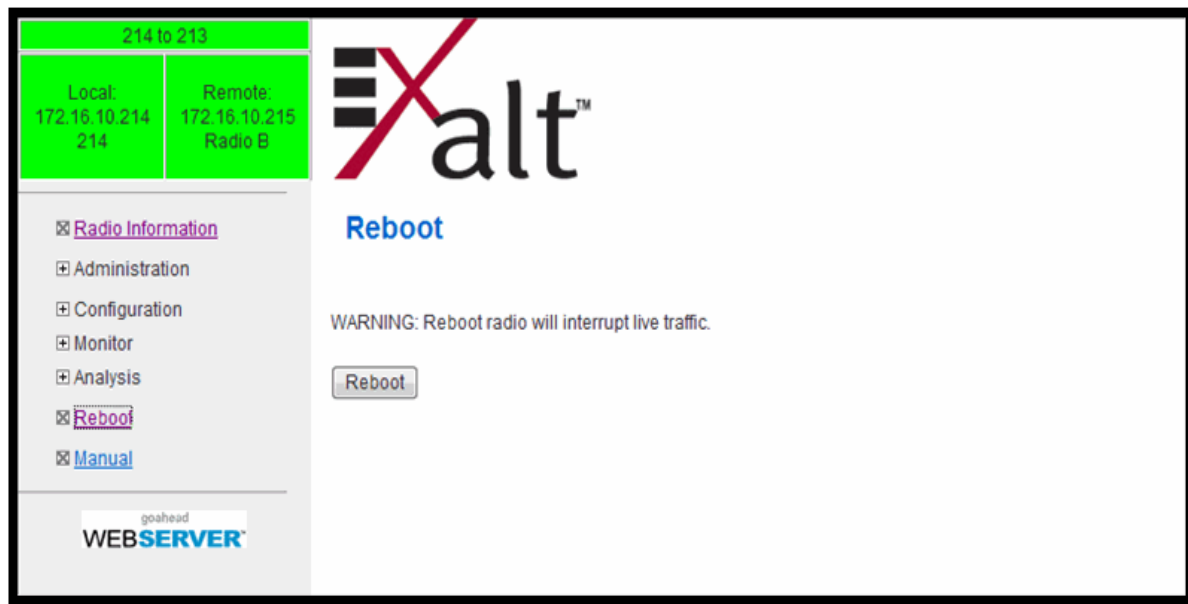 214 to 213
Local:
172.16.10.214
214
Remote:
172.16.10.215
Radio B
Radio Information
Administration
Configuration
Monitor
Analysis
Reboot
Manual
goahead
WEBSERVER
EXalt™
Reboot
WARNING: Reboot radio will interrupt live traffic.
Reboot